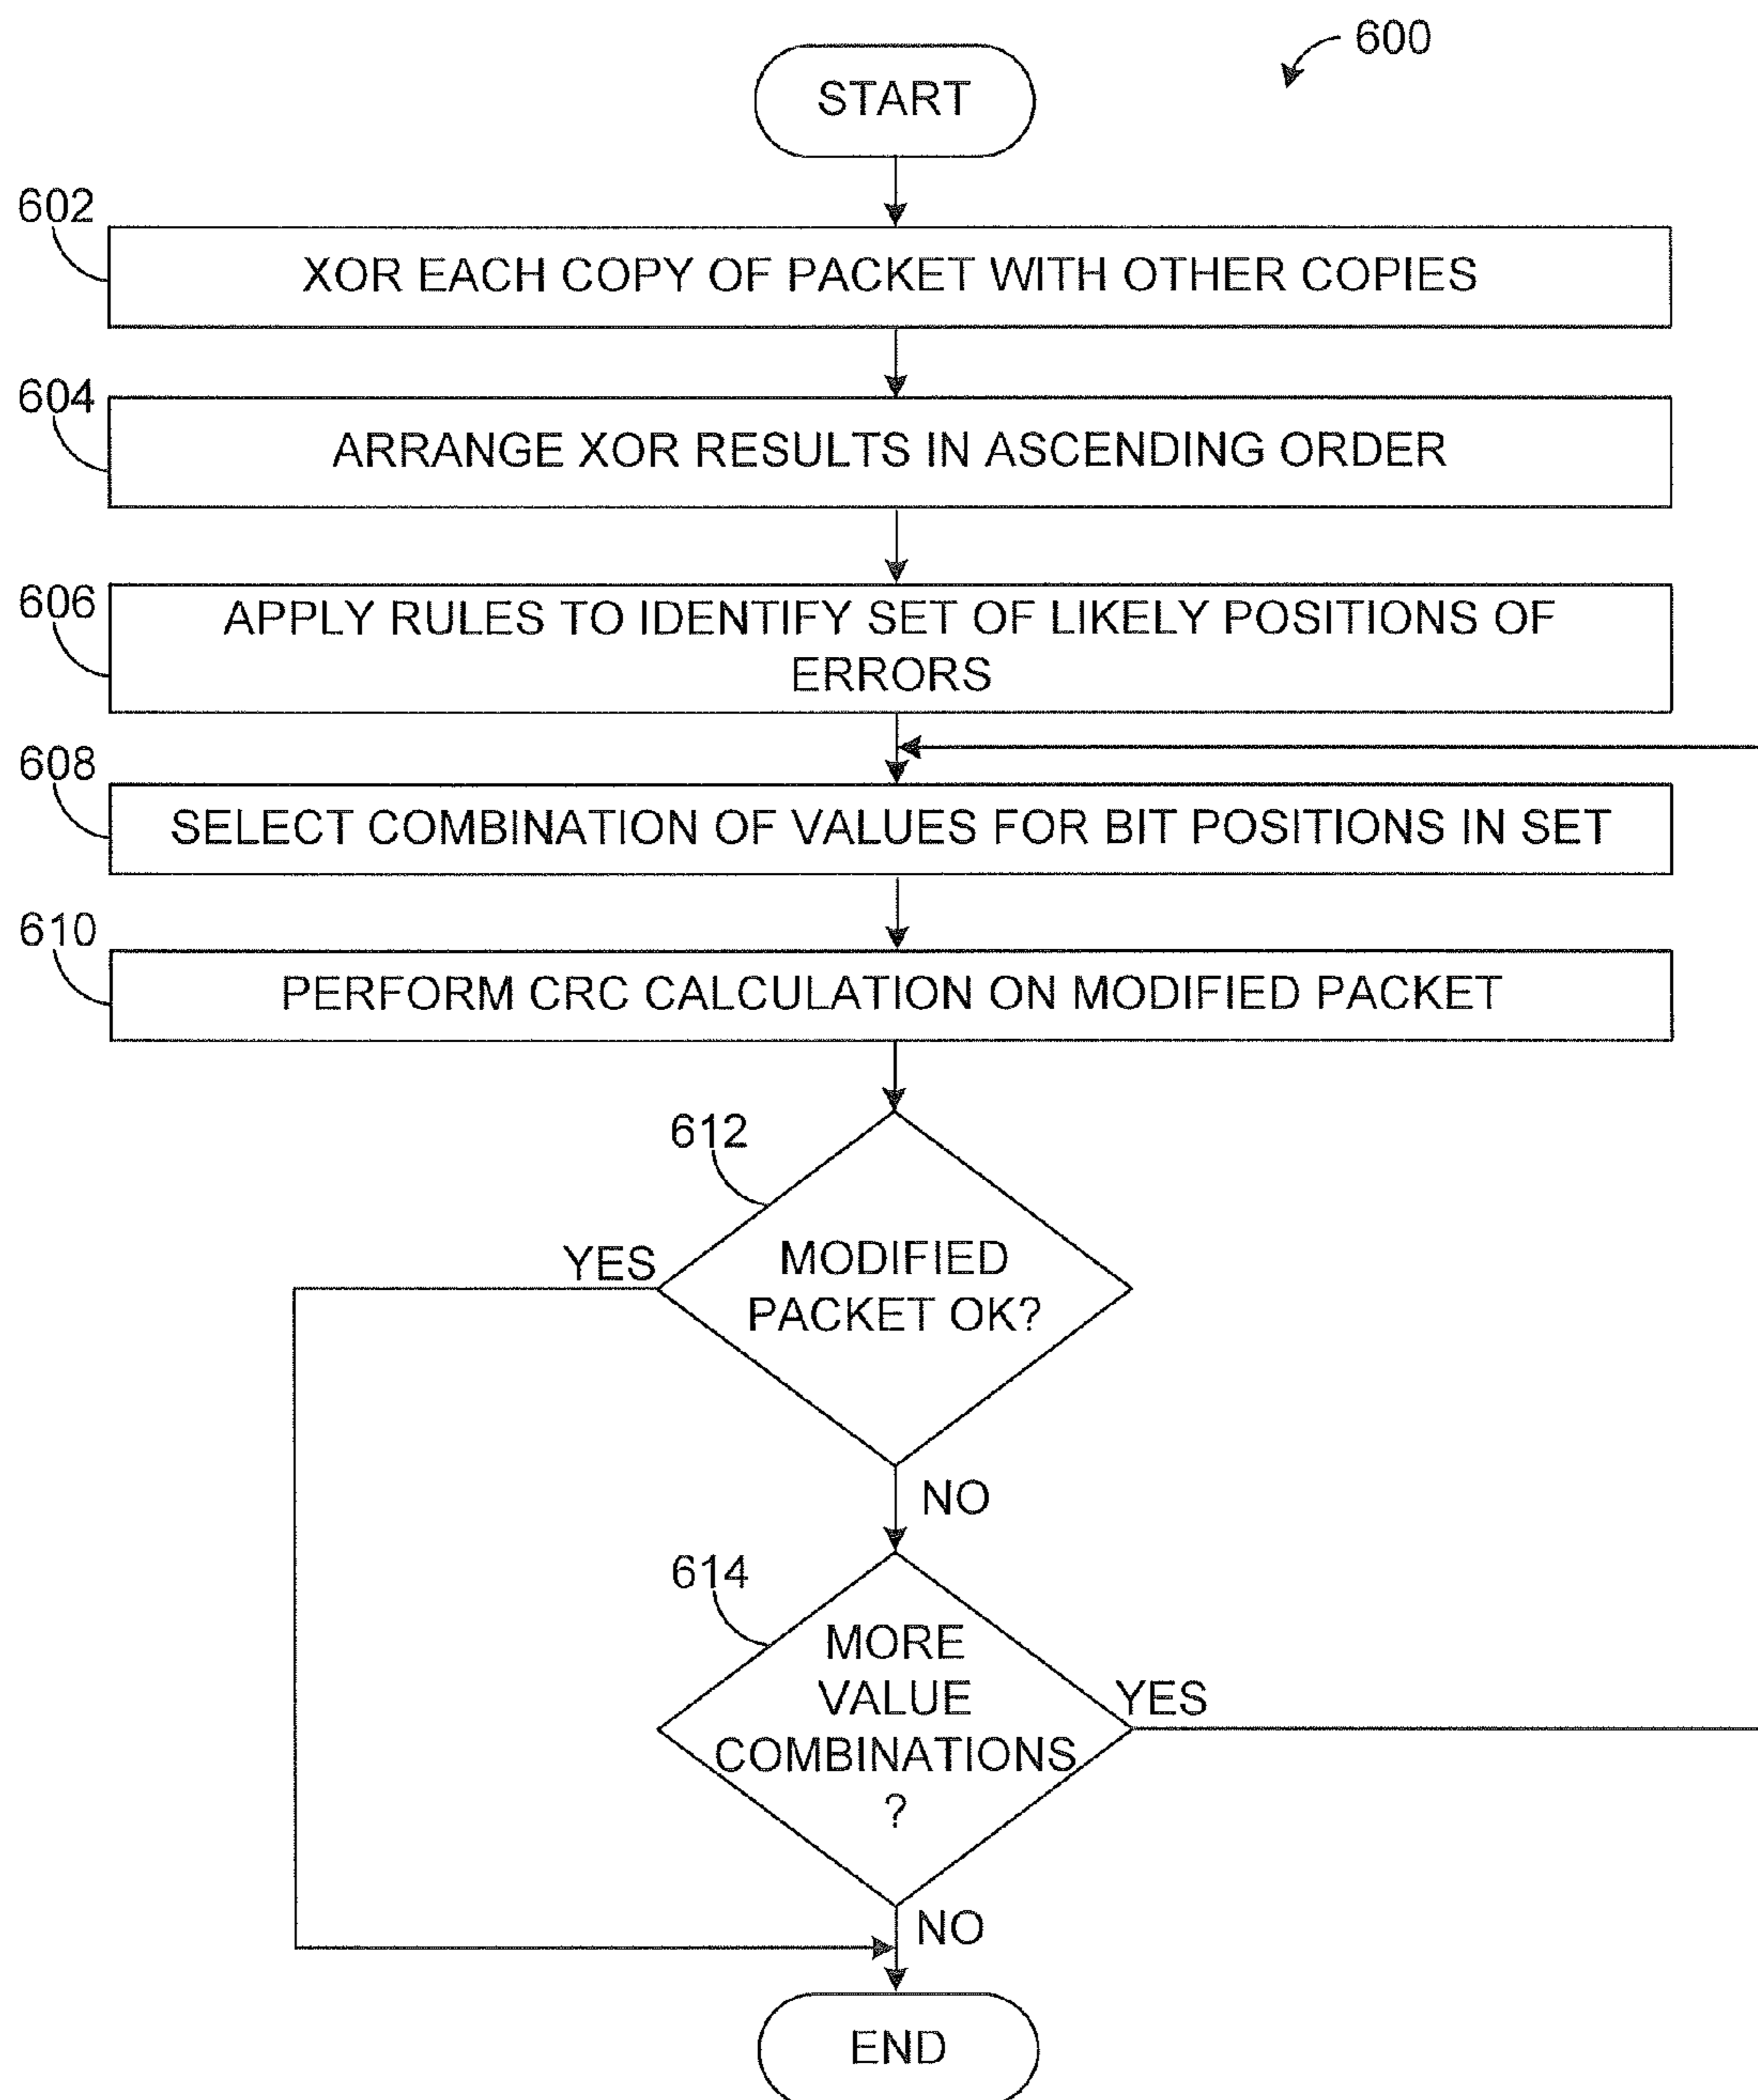 600
START
602
XOR EACH COPY OF PACKET WITH OTHER COPIES
604
ARRANGE XOR RESULTS IN ASCENDING ORDER
606
APPLY RULES TO IDENTIFY SET OF LIKELY POSITIONS OF
ERRORS
608
SELECT COMBINATION OF VALUES FOR BIT POSITIONS IN SET
610
PERFORM CRC CALCULATION ON MODIFIED PACKET
612
YES
MODIFIED
PACKET OK?
NO
614
MORE
VALUE
COMBINATIONS
?
YES
NO
END